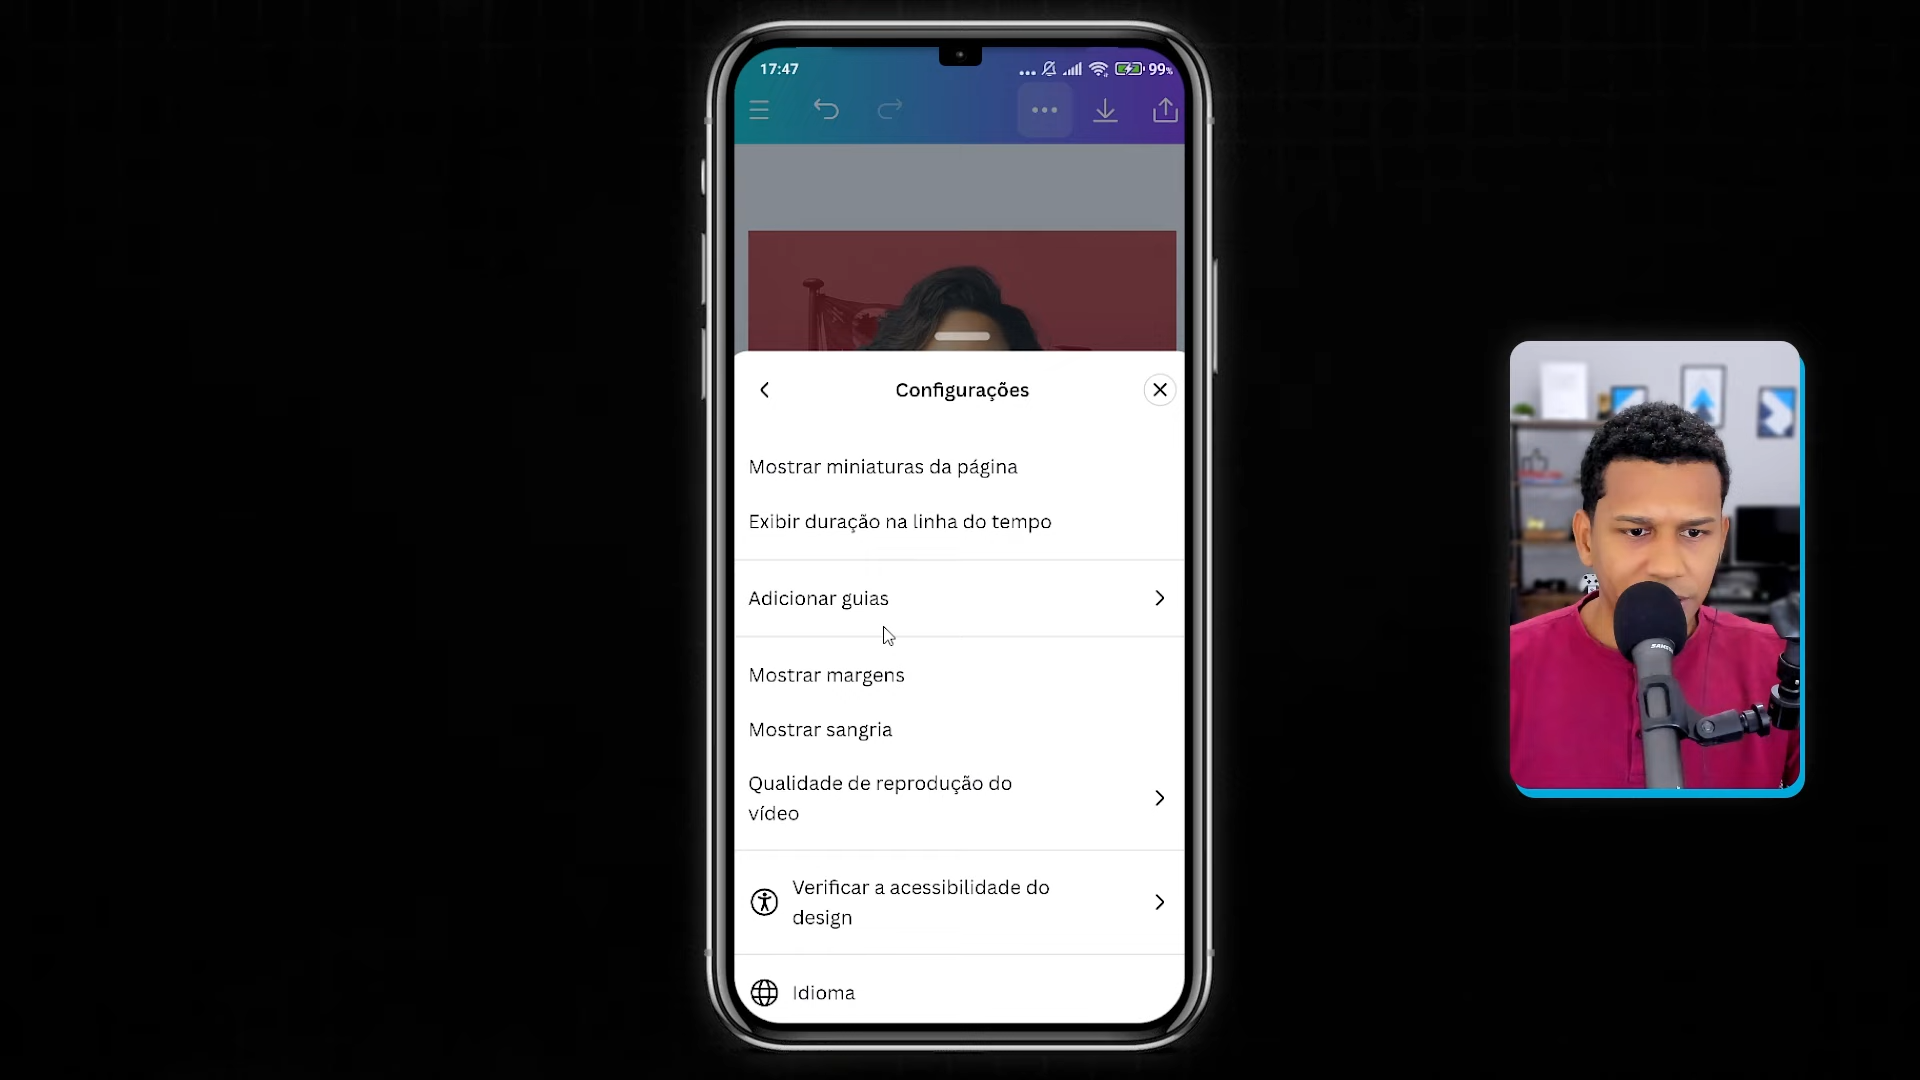 17:47
99%
Configurações
Mostrar miniaturas da página
Exibir duração na linha do tempo
Adicionar guias
Mostrar margens
Mostrar sangria
Qualidade de reprodução do
vídeo
Verificar a acessibilidade do
design
Idioma